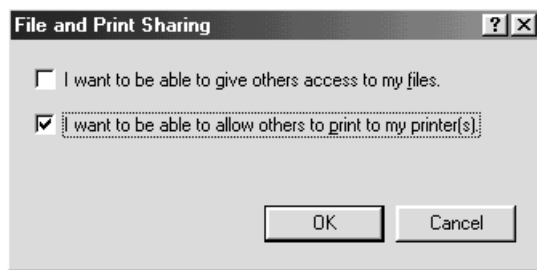 File and Print Sharing
I want to be able to give others access to my files.
I want to be able to allow others to print to my printer(s).
OK Cancel